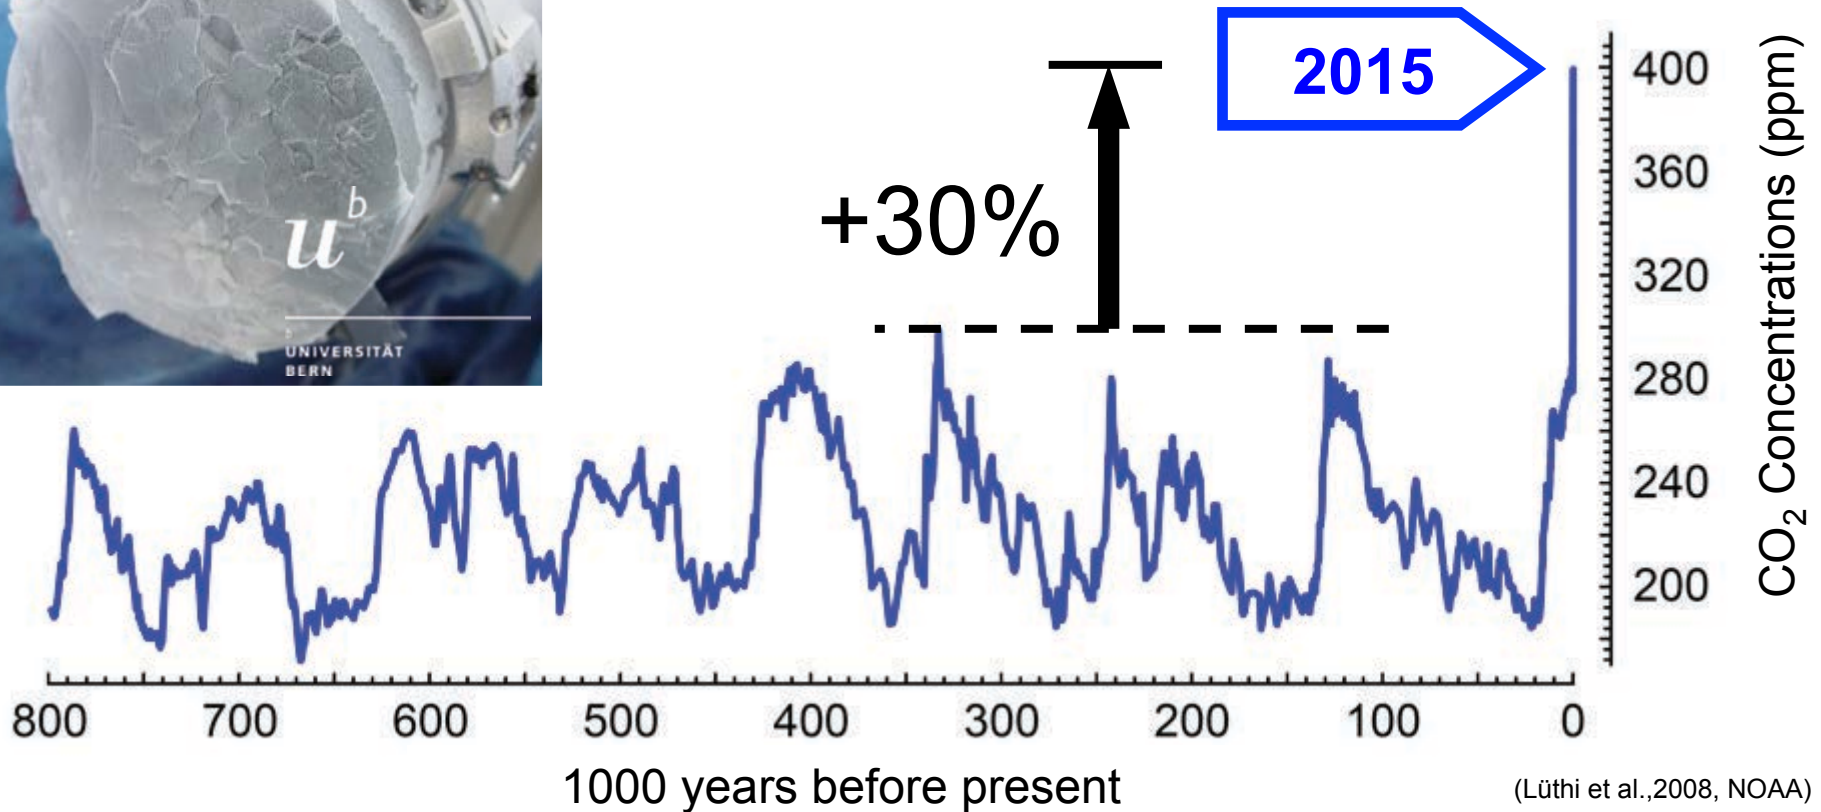 2015
+30%
u^b
b
UNIVERSITÄT
BERN
400
360
320
280
240
200
CO₂ Concentrations (ppm)
800 700 600 500 400 300 200 100 0
1000 years before present
(Lüthi et al.,2008, NOAA)